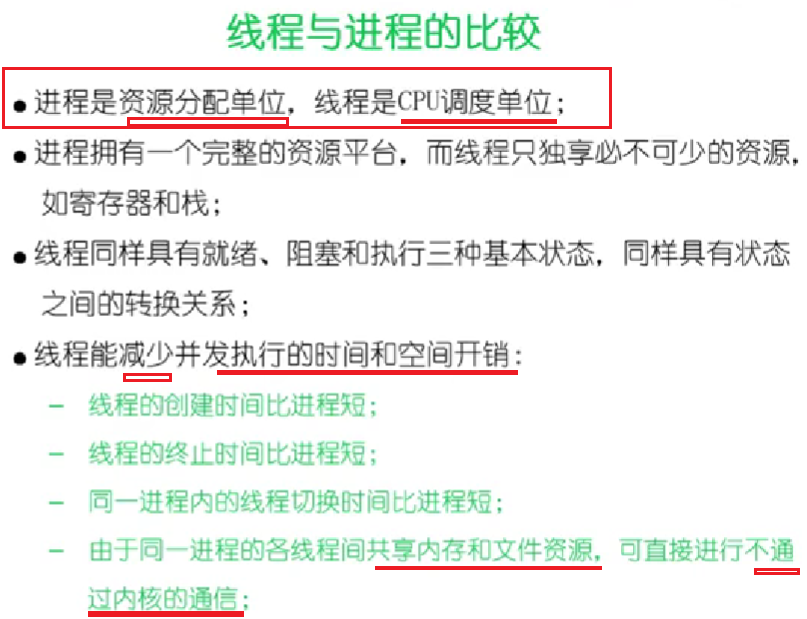 线程与进程的比较
● 进程是资源分配单位，线程是CPU调度单位；
● 进程拥有一个完整的资源平台，而线程只独享必不可少的资源，
如寄存器和栈；
● 线程同样具有就绪、阻塞和执行三种基本状态，同样具有状态
之间的转换关系；
● 线程能减少并发执行的时间和空间开销：
－ 线程的创建时间比进程短；
－ 线程的终止时间比进程短；
－ 同一进程内的线程切换时间比进程短；
－ 由于同一进程的各线程间共享内存和文件资源，可直接进行不通
过内核的通信；